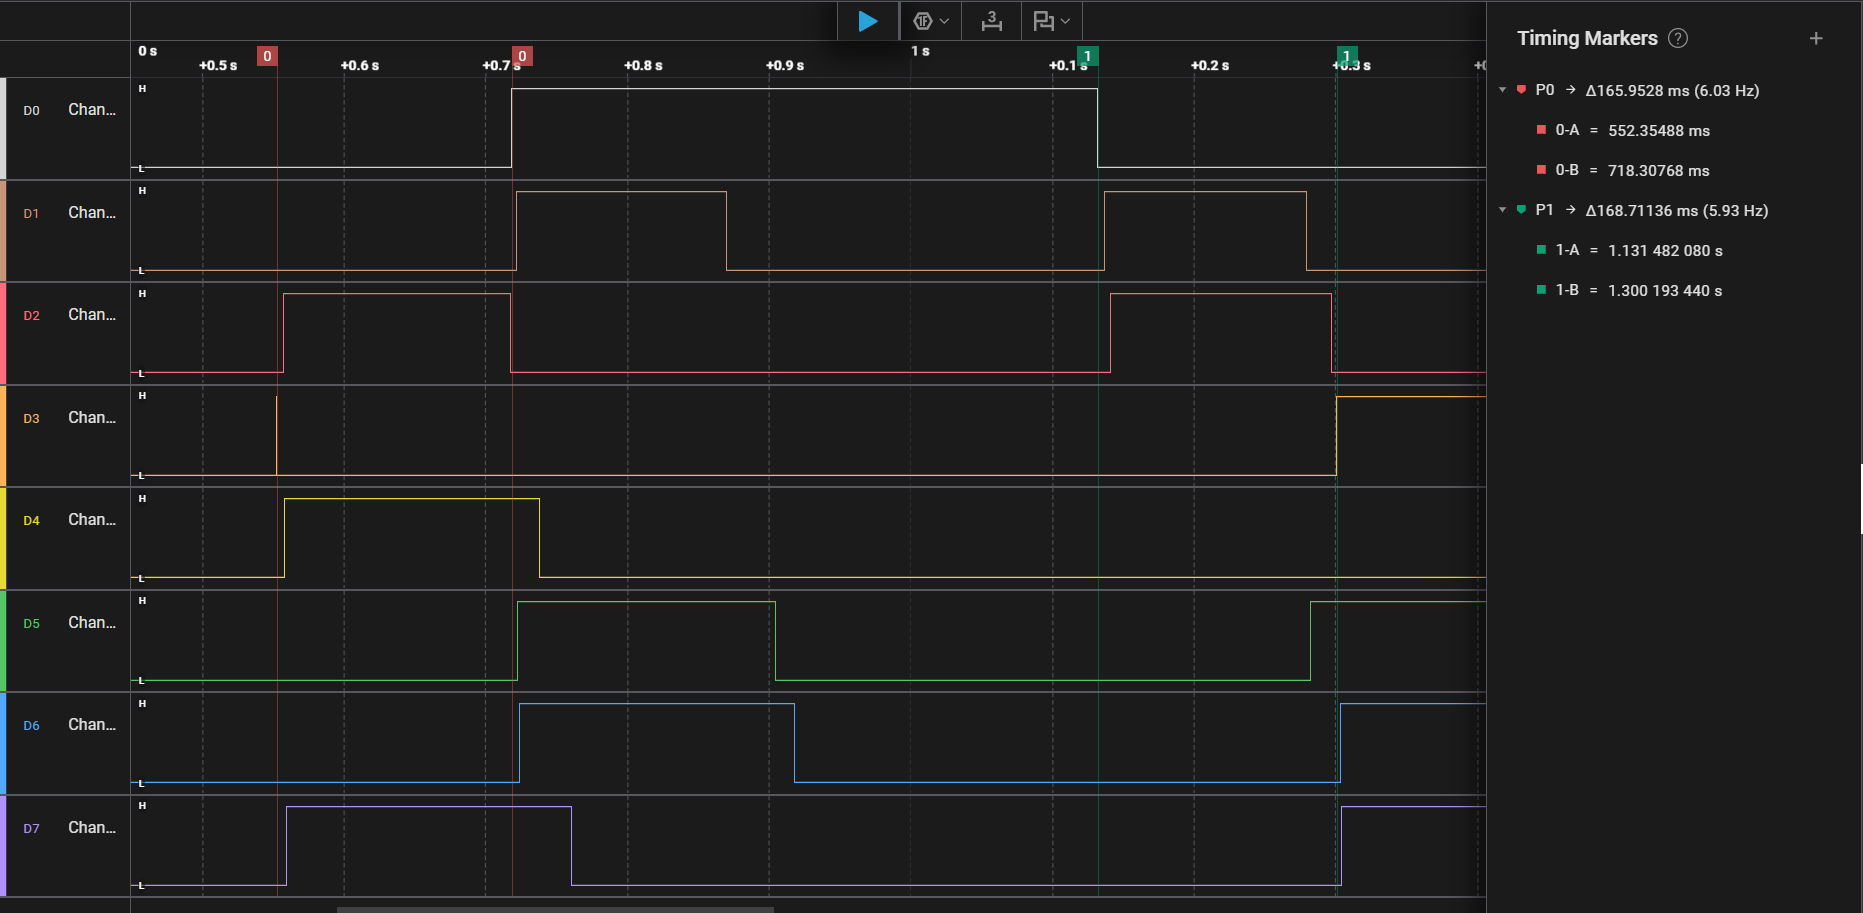 3
0 s
0
0
1 s
1
1
+0.5 s
+0.6 s
+0.7 s
+0.8 s
+0.9 s
+0.1 s
+0.2 s
+0.3 s
Timing Markers ?
P0 → Δ165.9528 ms (6.03 Hz)
0-A = 552.35488 ms
0-B = 718.30768 ms
P1 → Δ168.71136 ms (5.93 Hz)
1-A = 1.131 482 080 s
1-B = 1.300 193 440 s
D0 Chan...
H
L
D1 Chan...
H
L
D2 Chan...
H
L
D3 Chan...
H
L
D4 Chan...
H
L
D5 Chan...
H
L
D6 Chan...
H
L
D7 Chan...
H
L